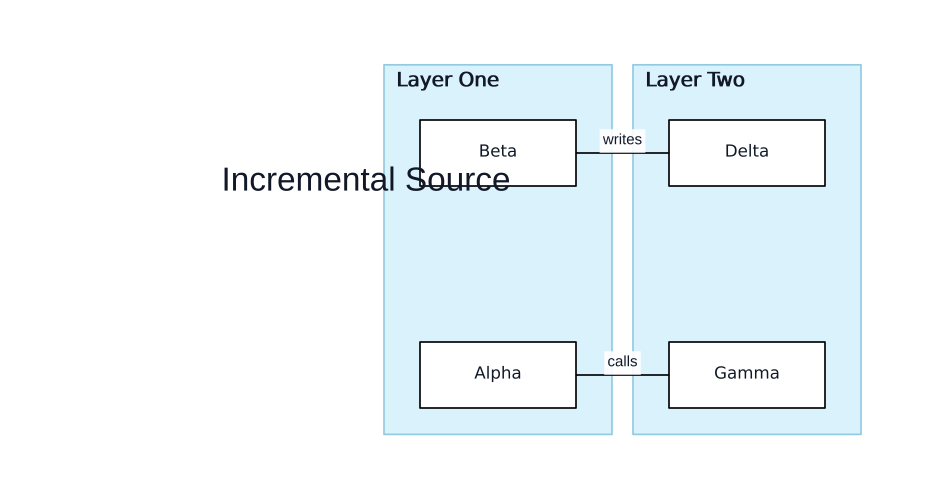 Layer One
Layer Two
Beta
writes
Delta
Incremental Source
Alpha
calls
Gamma